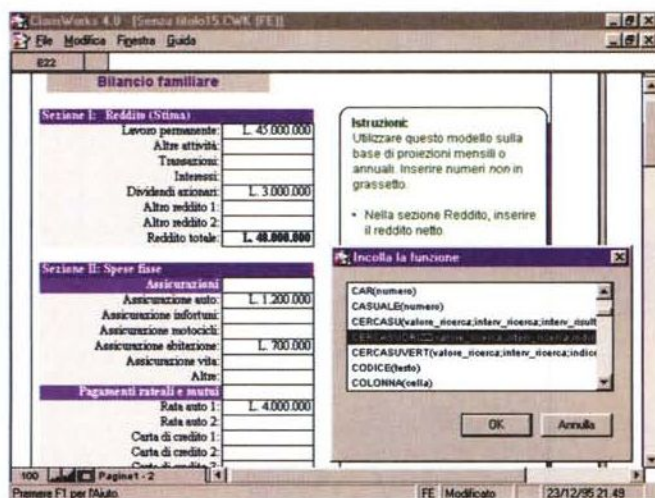 ClarisWorks 4.0 - [Senza titolo15.CWK (FE)]
File Modifica Finestra Guida
E22
Bilancio familiare
Sezione I: Reddito (Stima)
Lavoro permanente: L. 45.000.000
Altre attività:
Transazioni:
Interessi:
Dividendi azionari: L. 3.000.000
Altro reddito 1:
Altro reddito 2:
Reddito totale: L. 48.000.000
Sezione II: Spese fisse
Assicurazioni
Assicurazione auto: L. 1.200.000
Assicurazione infortuni:
Assicurazione motocicli:
Assicurazione abitazione: L. 700.000
Assicurazione vita:
Altre:
Pagamenti rateali e mutui
Rata auto 1: L. 4.000.000
Rata auto 2:
Carta di credito 1:
Carta di credito 2:
Istruzioni:
Utilizzare questo modello sulla
base di proiezioni mensili o
annuali. Inserire numeri non in
grassetto.
• Nella sezione Reddito, inserire
il reddito netto
Incolla la funzione
CAR(numero)
CASUALE(numero)
CERCASU(valore_ricerca;interv_ricerca;interv_risult
CERCASUORIZZ(valore_ricerca;interv_ricerca;indic
CERCASUVERT(valore_ricerca;interv_ricerca;indice
CODICE(testo)
COLONNA(cella)
OK Annulla
100 Pagina1 - 2
Premere F1 per l'Aiuto FE Modificato 23/12/95 21.49